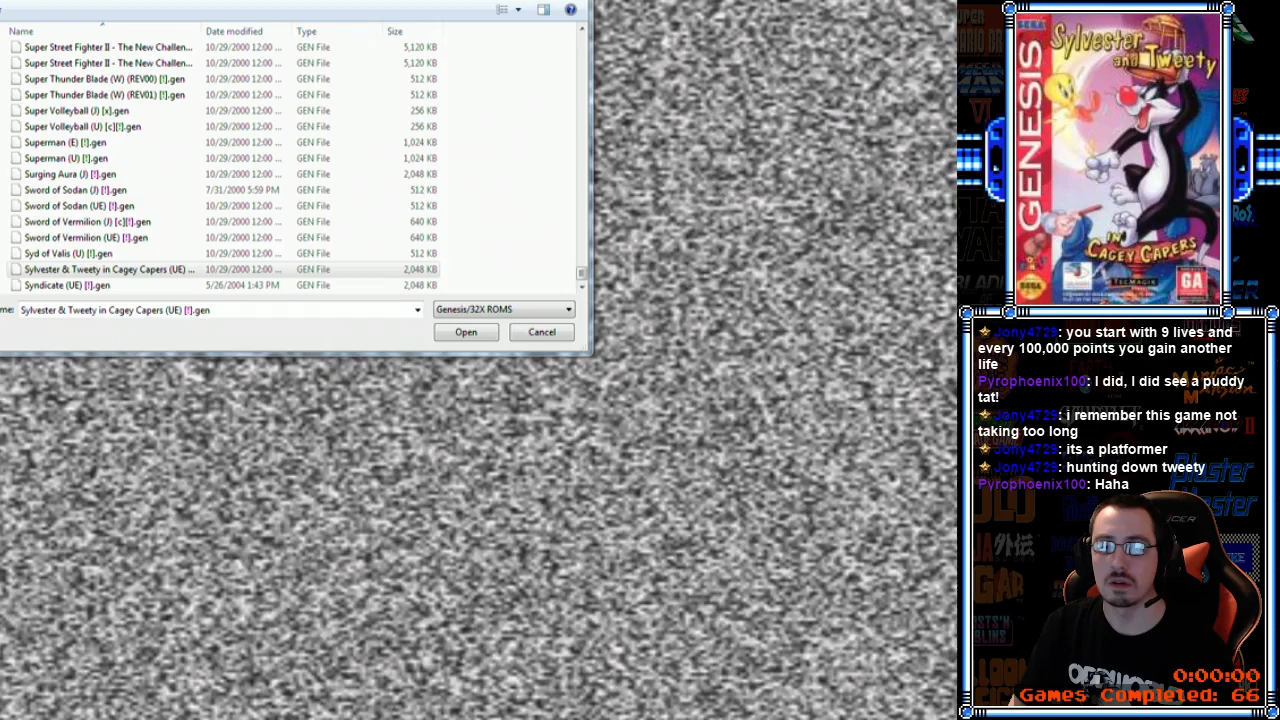 Name Date modified Type Size
Super Street Fighter II - The New Challen... 10/29/2000 12:00 ... GEN File 5,120 KB
Super Street Fighter II - The New Challen... 10/29/2000 12:00 ... GEN File 5,120 KB
Super Thunder Blade (W) (REV00) [!].gen 10/29/2000 12:00 ... GEN File 512 KB
Super Thunder Blade (W) (REV01) [!].gen 10/29/2000 12:00 ... GEN File 512 KB
Super Volleyball (J) [x].gen 10/29/2000 12:00 ... GEN File 256 KB
Super Volleyball (U) [c][!].gen 10/29/2000 12:00 ... GEN File 256 KB
Superman (E) [!].gen 10/29/2000 12:00 ... GEN File 1,024 KB
Superman (U) [!].gen 10/29/2000 12:00 ... GEN File 1,024 KB
Surging Aura (J) [!].gen 10/29/2000 12:00 ... GEN File 2,048 KB
Sword of Sodan (J) [!].gen 7/31/2000 5:59 PM GEN File 512 KB
Sword of Sodan (UE) [!].gen 10/29/2000 12:00 ... GEN File 512 KB
Sword of Vermilion (J) [c][!].gen 10/29/2000 12:00 ... GEN File 640 KB
Sword of Vermilion (UE) [!].gen 10/29/2000 12:00 ... GEN File 640 KB
Syd of Valis (U) [!].gen 10/29/2000 12:00 ... GEN File 512 KB
Sylvester & Tweety in Cagey Capers (UE) ... 10/29/2000 12:00 ... GEN File 2,048 KB
Syndicate (UE) [!].gen 5/26/2004 1:43 PM GEN File 2,048 KB
me: Sylvester & Tweety in Cagey Capers (UE) [!].gen Genesis/32X ROMS
Open Cancel
SEGA
GENESIS
Sylvester
and Tweety
IN
CAGEY CAPERS
TECMAGIK
GA
SEGA
Jony4729: you start with 9 lives and
every 100,000 points you gain another
life
Pyrophoenix100: I did, I did see a puddy
tat!
Jony4729: i remember this game not
taking too long
Jony4729: its a platformer
Jony4729: hunting down tweety
Pyrophoenix100: Haha
Maniac
Mansion
Blaster
Master
0:00:00
Games Completed: 66